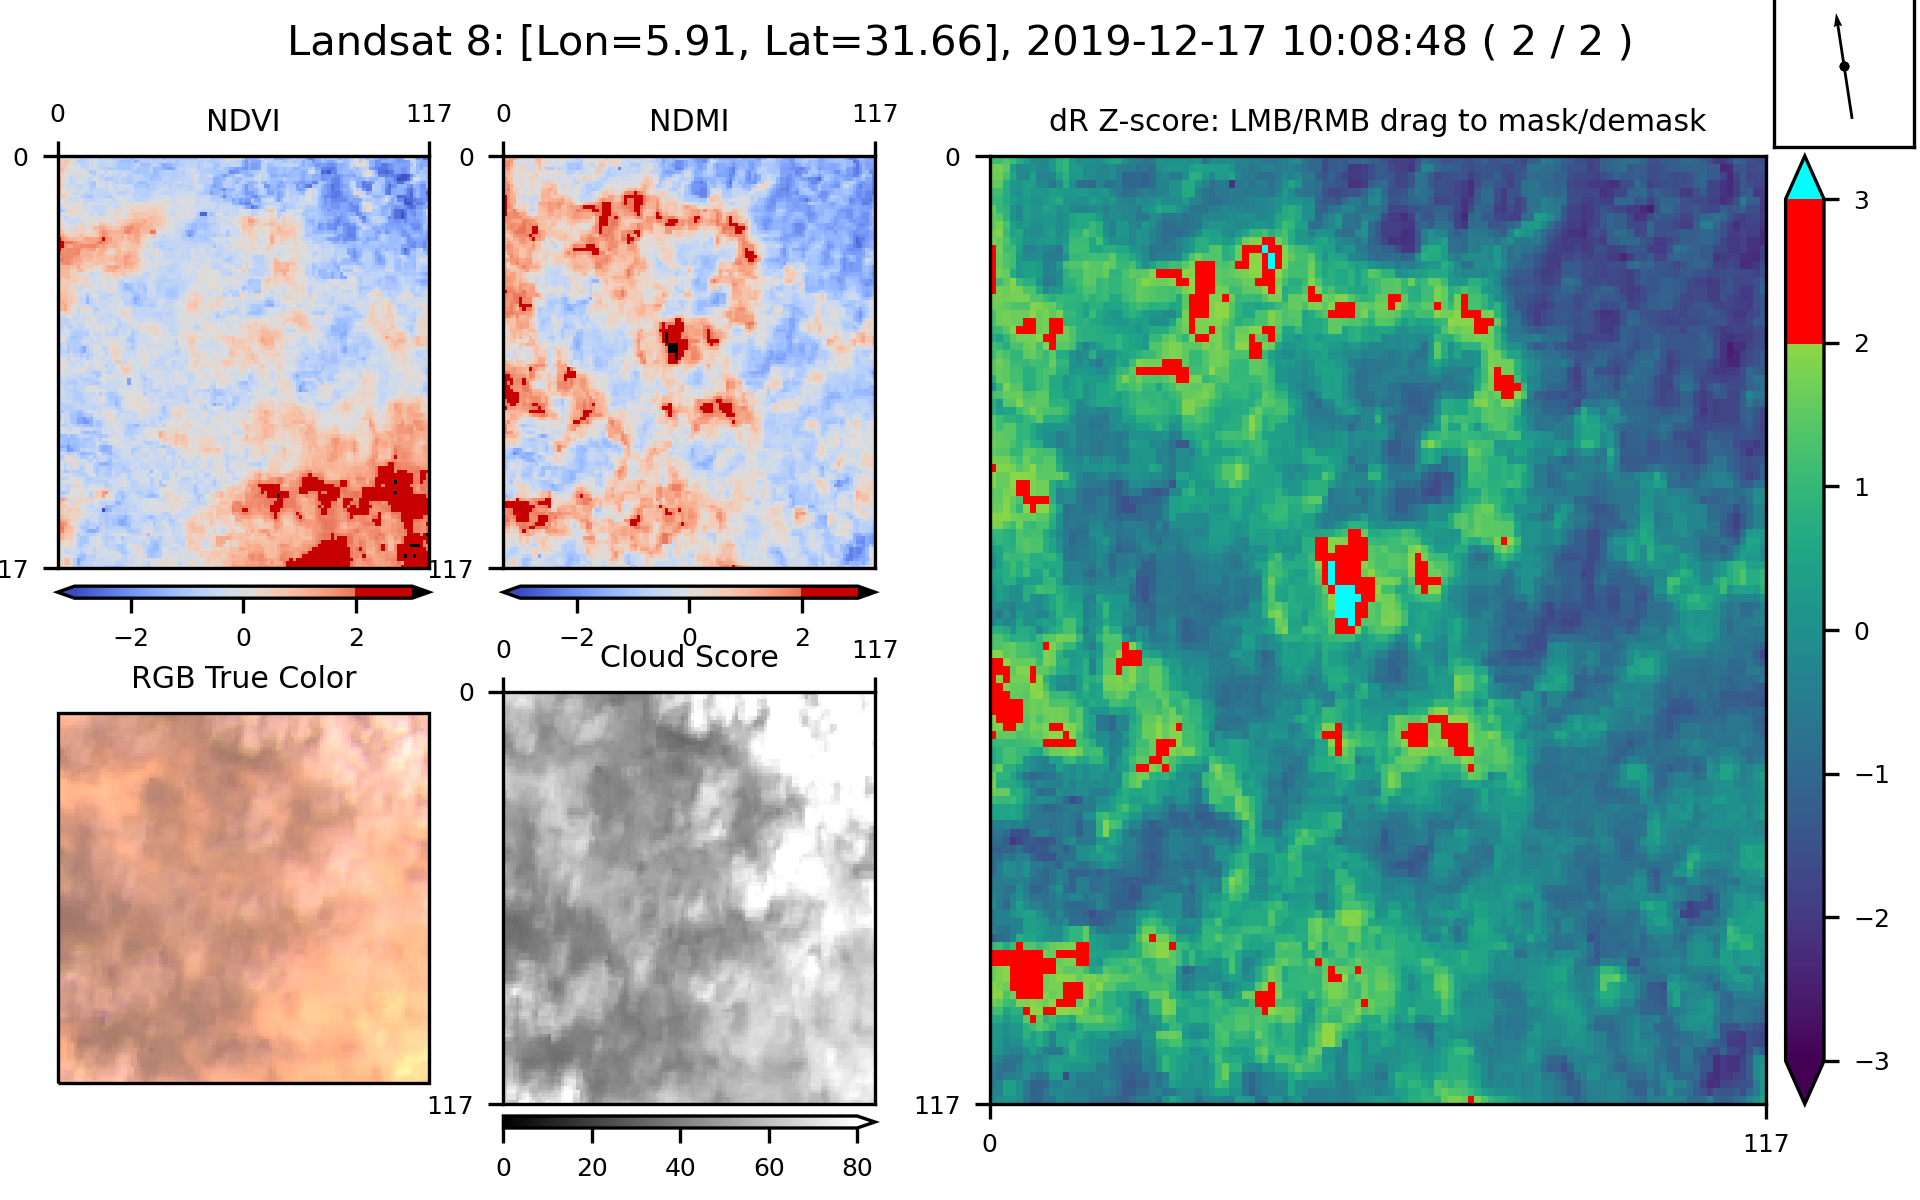 Landsat 8: [Lon=5.91, Lat=31.66], 2019-12-17 10:08:48 ( 2 / 2 )
0 NDVI 117
0 NDMI 117
dR Z-score: LMB/RMB drag to mask/demask
0
0
0
17
117
−2 0 2
−2 0 2
0 Cloud Score 117
RGB True Color
0
117
0 20 40 60 80
117
0 117
3
2
1
0
−1
−2
−3